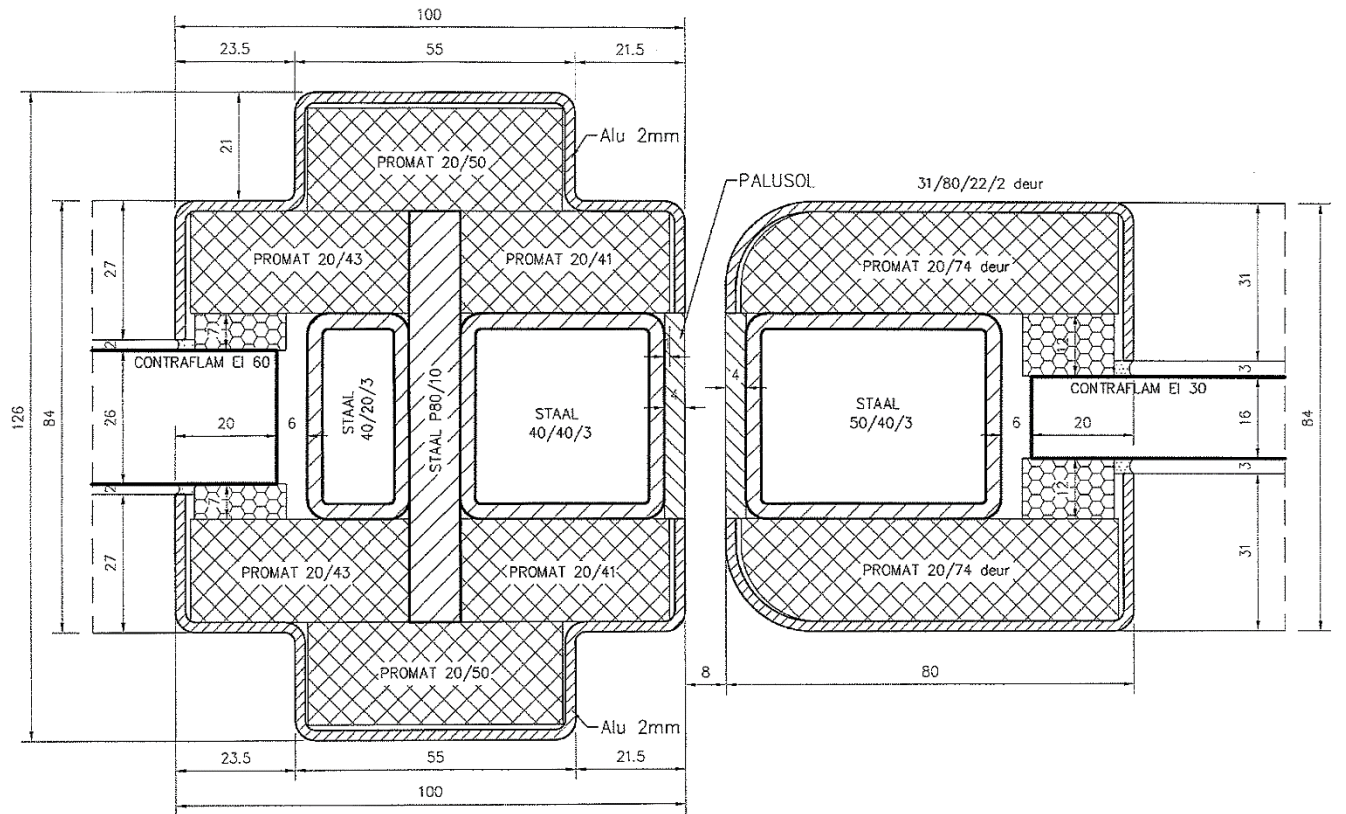 100
23.5 55 21.5
Alu 2mm
21
PROMAT 20/50
PALUSOL
31/80/22/2 deur
PROMAT 20/43
PROMAT 20/41
PROMAT 20/74 deur
27
31
7
12
2
CONTRAFLAM EI 60
3
CONTRAFLAM EI 30
126
84
26
20
6
STAAL
40/20/3
STAAL P80/10
STAAL
40/40/3
4
4
STAAL
50/40/3
6
20
16
84
2
7
12
3
27
31
PROMAT 20/43
PROMAT 20/41
PROMAT 20/74 deur
PROMAT 20/50
8
80
Alu 2mm
23.5 55 21.5
100